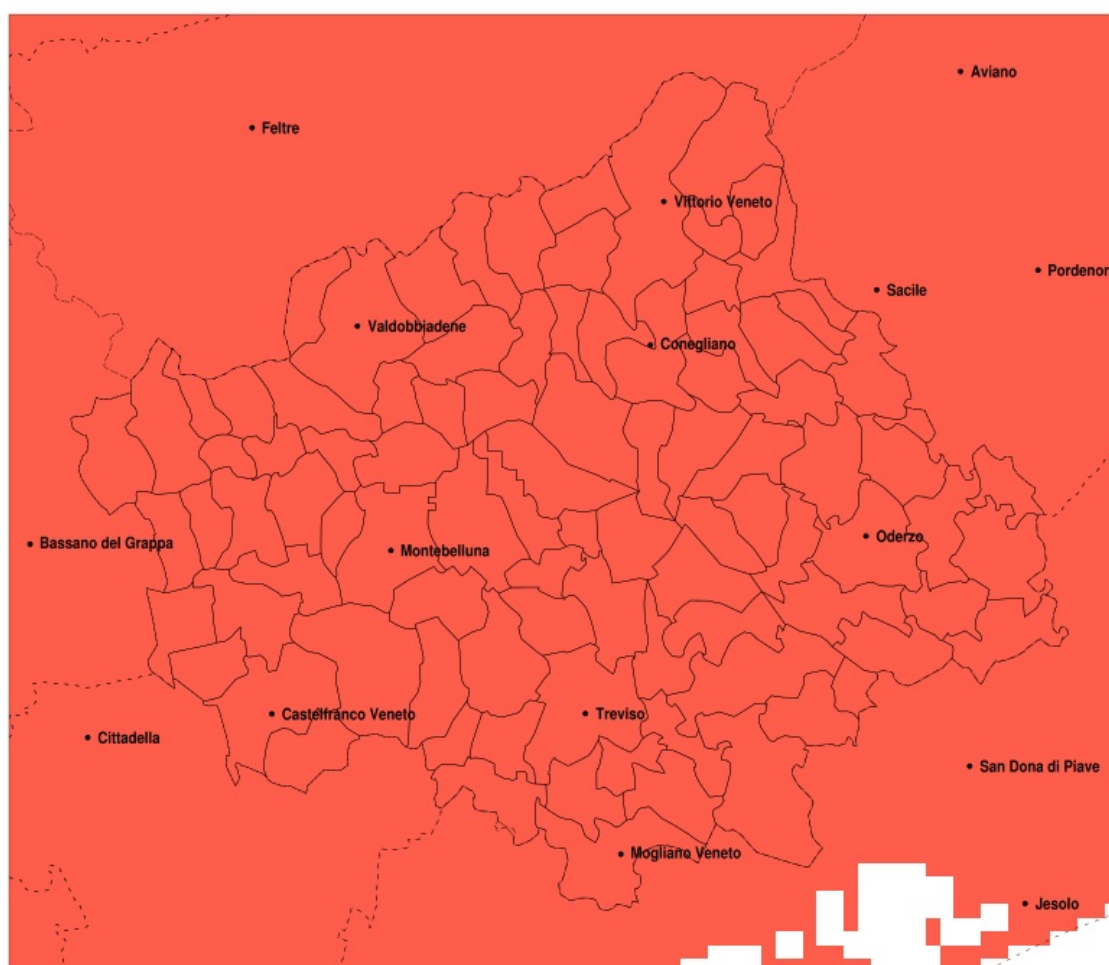 Aviano
Feltre
Vittorio Veneto
Pordenon
Sacile
Valdobbiadene
Conegliano
Bassano del Grappa
Montebelluna
Oderzo
Castelfranco Veneto
Treviso
Cittadella
San Dona di Piave
Mogliano Veneto
Jesolo